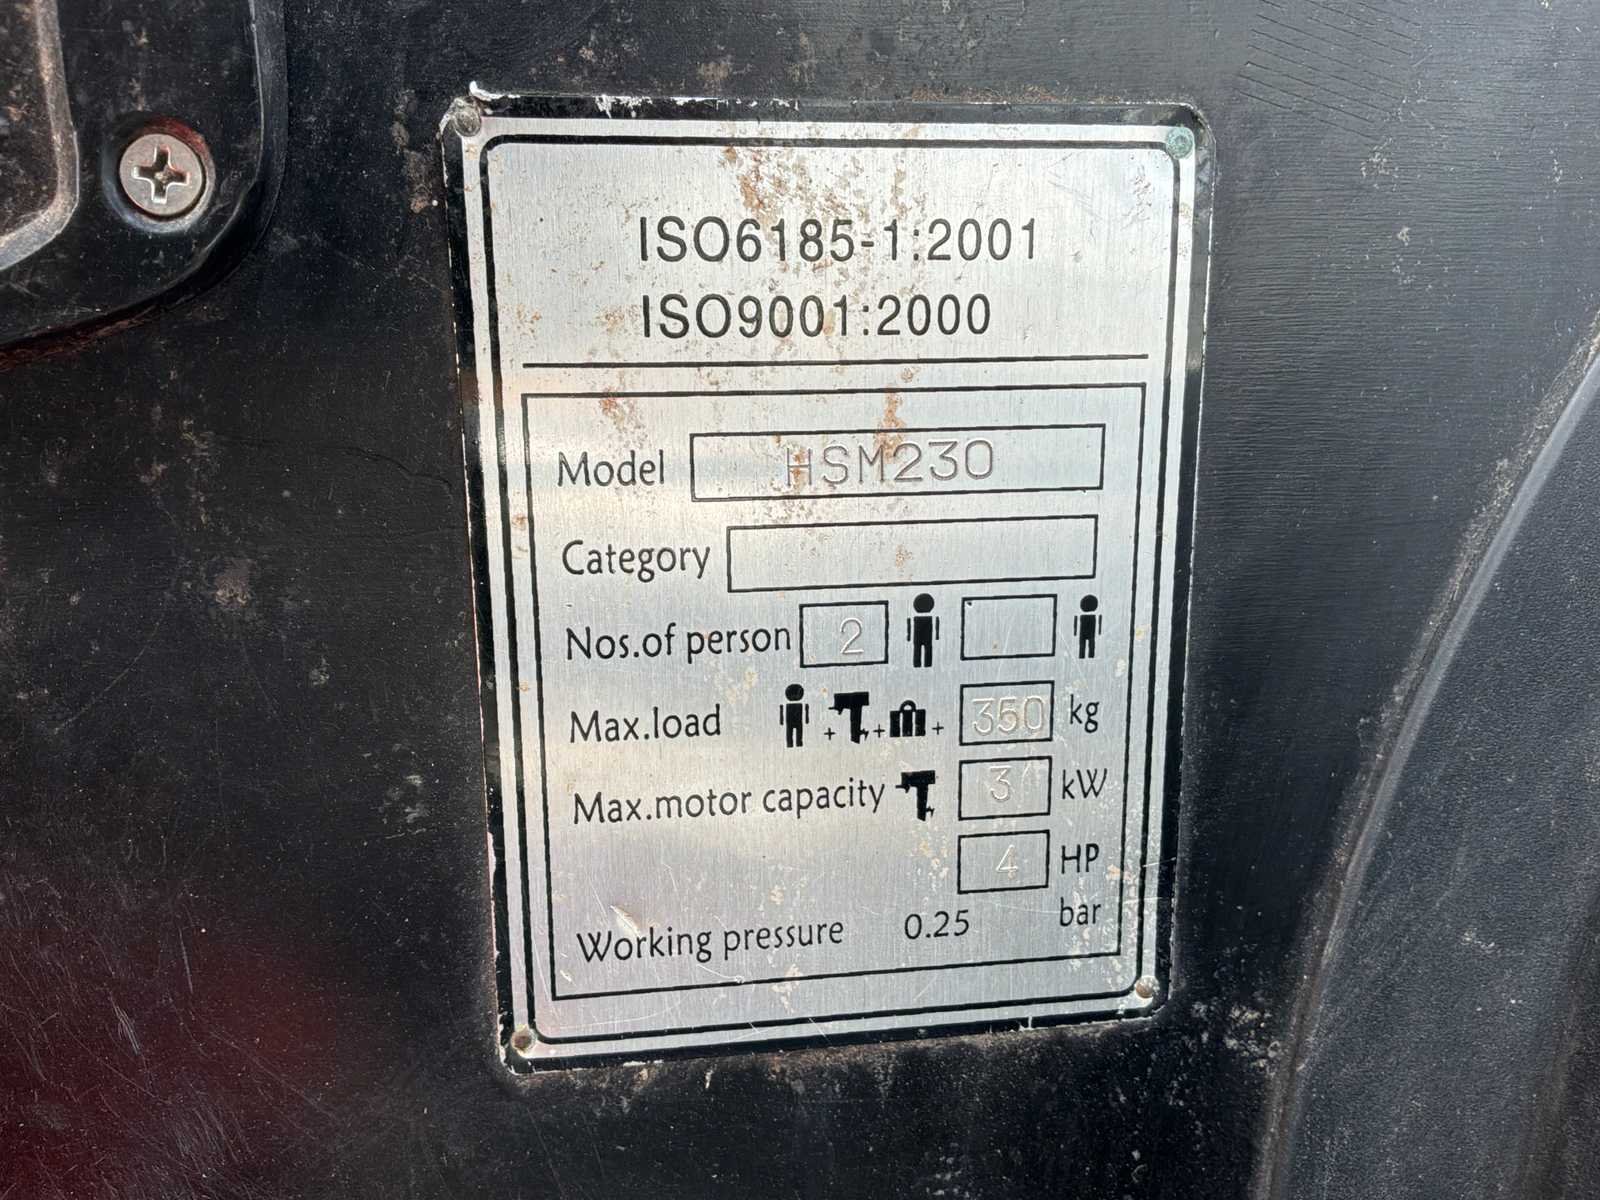 ISO6185-1:2001
ISO9001:2000
Model HSM230
Category
Nos.of person 2
Max.load + + + 350 kg
Max.motor capacity 3 kW
4 HP
Working pressure 0.25 bar